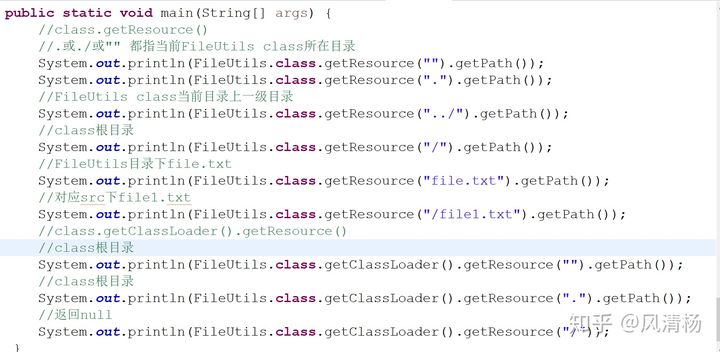 public static void main(String[] args) {
//class.getResource()
//.或./或"" 都指当前FileUtils class所在目录
System.out.println(FileUtils.class.getResource("").getPath());
System.out.println(FileUtils.class.getResource(".").getPath());
//FileUtils class当前目录上一级目录
System.out.println(FileUtils.class.getResource("../").getPath());
//class根目录
System.out.println(FileUtils.class.getResource("/").getPath());
//FileUtils目录下file.txt
System.out.println(FileUtils.class.getResource("file.txt").getPath());
//对应src下file1.txt
System.out.println(FileUtils.class.getResource("/file1.txt").getPath());
//class.getClassLoader().getResource()
//class根目录
System.out.println(FileUtils.class.getClassLoader().getResource("").getPath());
//class根目录
System.out.println(FileUtils.class.getClassLoader().getResource(".").getPath());
//返回null
System.out.println(FileUtils.class.getClassLoader().getResource("/"));
}
知乎 @风清杨